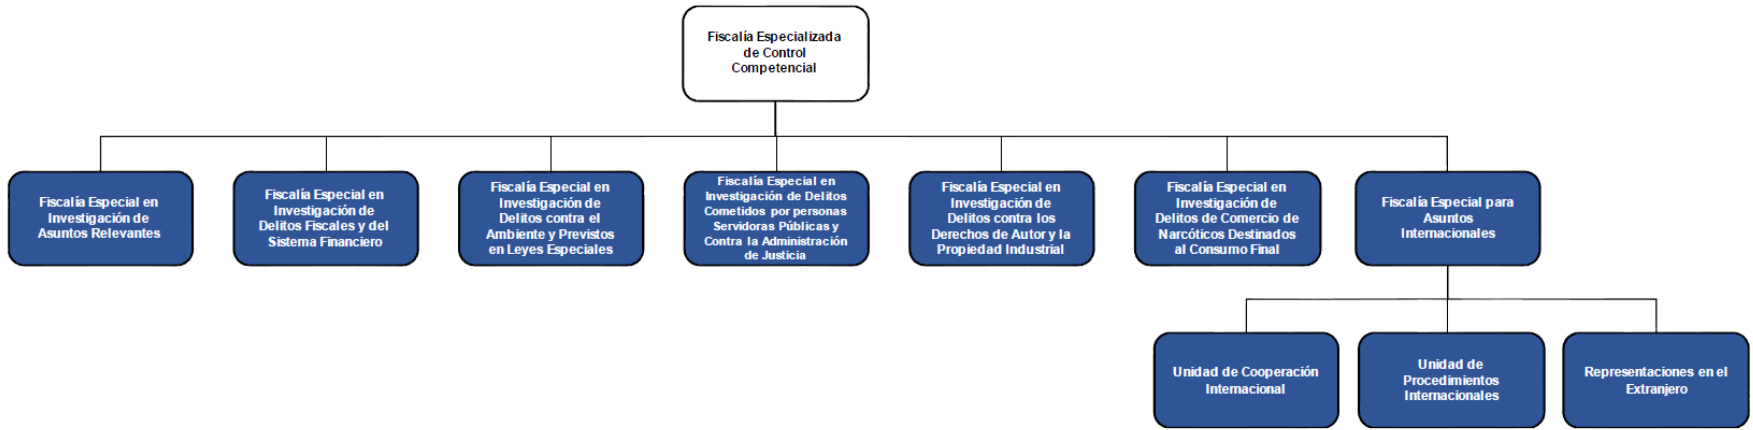 Fiscalía Especializada
de Control
Competencial
Fiscalía Especial en
Investigación de
Asuntos Relevantes
Fiscalía Especial en
Investigación de
Delitos Fiscales y del
Sistema Financiero
Fiscalía Especial en
Investigación de
Delitos contra el
Ambiente y Previstos
en Leyes Especiales
Fiscalía Especial en
Investigación de Delitos
Cometidos por personas
Servidoras Públicas y
Contra la Administración
de Justicia
Fiscalía Especial en
Investigación de
Delitos contra los
Derechos de Autor y la
Propiedad Industrial
Fiscalía Especial en
Investigación de
Delitos de Comercio de
Narcóticos Destinados
al Consumo Final
Fiscalía Especial para
Asuntos
Internacionales
Unidad de Cooperación
Internacional
Unidad de
Procedimientos
Internacionales
Representaciones en el
Extranjero